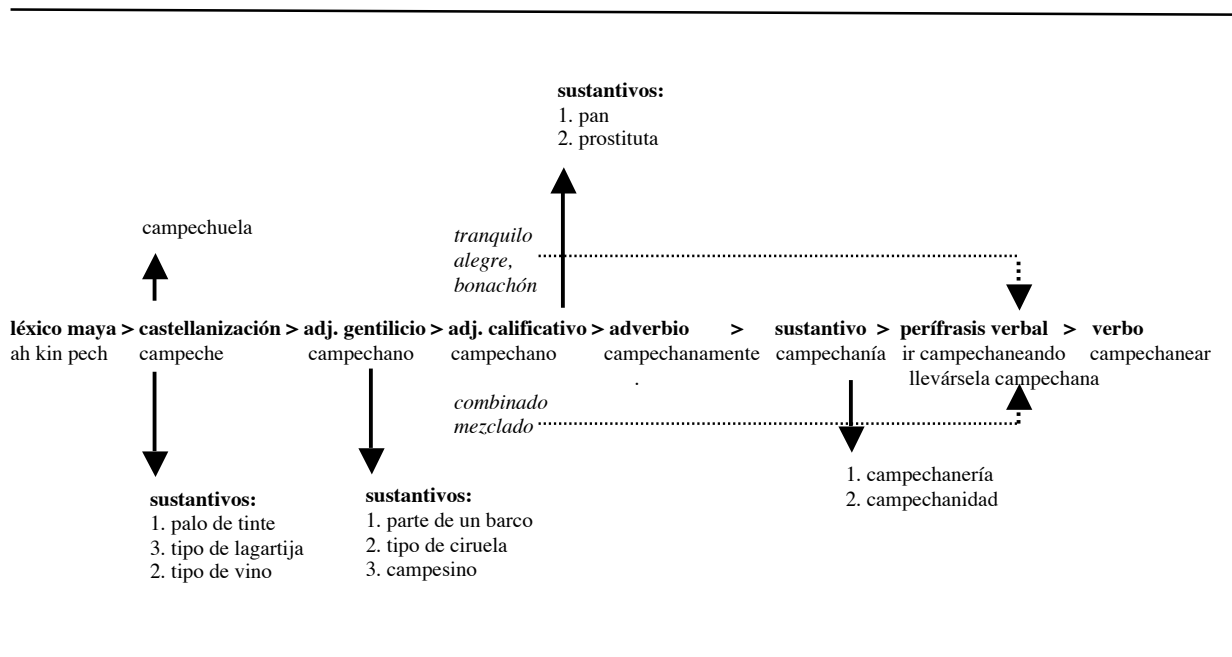 sustantivos:
1. pan
2. prostituta
campechuela
tranquilo
alegre,
bonachón
léxico maya > castellanización > adj. gentilicio > adj. calificativo > adverbio > sustantivo > perífrasis verbal > verbo
ah kin pech campeche campechano campechano campechanamente campechanía ir campechaneando campechanear
. llevársela campechana
combinado
mezclado
1. campechanería
2. campechanidad
sustantivos:
1. palo de tinte
3. tipo de lagartija
2. tipo de vino
sustantivos:
1. parte de un barco
2. tipo de ciruela
3. campesino